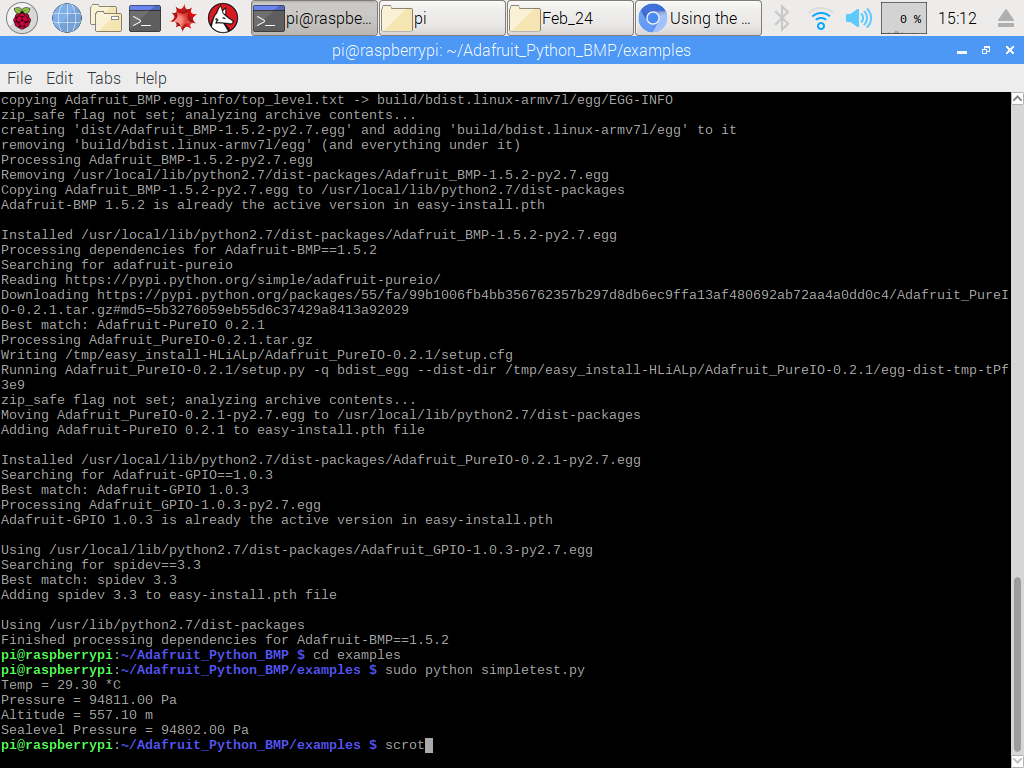 pi@raspbe...
pi
Feb_24
Using the ...
0 %
15:12
pi@raspberrypi: ~/Adafruit_Python_BMP/examples
File Edit Tabs Help
copying Adafruit_BMP.egg-info/top_level.txt -> build/bdist.linux-armv7l/egg/EGG-INFO
zip_safe flag not set; analyzing archive contents...
creating 'dist/Adafruit_BMP-1.5.2-py2.7.egg' and adding 'build/bdist.linux-armv7l/egg' to it
removing 'build/bdist.linux-armv7l/egg' (and everything under it)
Processing Adafruit_BMP-1.5.2-py2.7.egg
Removing /usr/local/lib/python2.7/dist-packages/Adafruit_BMP-1.5.2-py2.7.egg
Copying Adafruit_BMP-1.5.2-py2.7.egg to /usr/local/lib/python2.7/dist-packages
Adafruit-BMP 1.5.2 is already the active version in easy-install.pth

Installed /usr/local/lib/python2.7/dist-packages/Adafruit_BMP-1.5.2-py2.7.egg
Processing dependencies for Adafruit-BMP==1.5.2
Searching for adafruit-pureio
Reading https://pypi.python.org/simple/adafruit-pureio/
Downloading https://pypi.python.org/packages/55/fa/99b1006fb4bb356762357b297d8db6ec9ffa13af480692ab72aa4a0dd0c4/Adafruit_PureI
O-0.2.1.tar.gz#md5=5b3276059eb55d6c37429a8413a92029
Best match: Adafruit-PureIO 0.2.1
Processing Adafruit_PureIO-0.2.1.tar.gz
Writing /tmp/easy_install-HLiALp/Adafruit_PureIO-0.2.1/setup.cfg
Running Adafruit_PureIO-0.2.1/setup.py -q bdist_egg --dist-dir /tmp/easy_install-HLiALp/Adafruit_PureIO-0.2.1/egg-dist-tmp-tPf
3e9
zip_safe flag not set; analyzing archive contents...
Moving Adafruit_PureIO-0.2.1-py2.7.egg to /usr/local/lib/python2.7/dist-packages
Adding Adafruit-PureIO 0.2.1 to easy-install.pth file

Installed /usr/local/lib/python2.7/dist-packages/Adafruit_PureIO-0.2.1-py2.7.egg
Searching for Adafruit-GPIO==1.0.3
Best match: Adafruit-GPIO 1.0.3
Processing Adafruit_GPIO-1.0.3-py2.7.egg
Adafruit-GPIO 1.0.3 is already the active version in easy-install.pth

Using /usr/local/lib/python2.7/dist-packages/Adafruit_GPIO-1.0.3-py2.7.egg
Searching for spidev==3.3
Best match: spidev 3.3
Adding spidev 3.3 to easy-install.pth file

Using /usr/lib/python2.7/dist-packages
Finished processing dependencies for Adafruit-BMP==1.5.2
pi@raspberrypi:~/Adafruit_Python_BMP $ cd examples
pi@raspberrypi:~/Adafruit_Python_BMP/examples $ sudo python simpletest.py
Temp = 29.30 *C
Pressure = 94811.00 Pa
Altitude = 557.10 m
Sealevel Pressure = 94802.00 Pa
pi@raspberrypi:~/Adafruit_Python_BMP/examples $ scrot